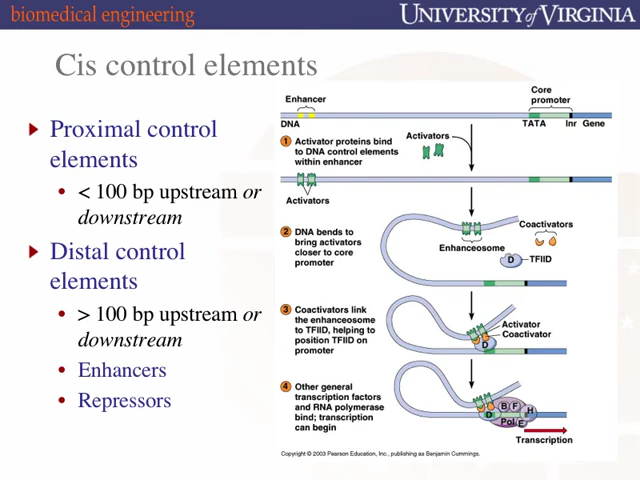 biomedical engineering
UNIVERSITY of VIRGINIA
Cis control elements
Proximal control
elements
< 100 bp upstream or
downstream
Distal control
elements
> 100 bp upstream or
downstream
Enhancers
Repressors
Enhancer
Core
promoter
DNA
TATA Inr Gene
1 Activator proteins bind
to DNA control elements
within enhancer
Activators
Activators
2 DNA bends to
bring activators
closer to core
promoter
Coactivators
Enhanceosome
D TFIID
3 Coactivators link
the enhanceosome
to TFIID, helping to
position TFIID on
promoter
Activator
Coactivator
D
4 Other general
transcription factors
and RNA polymerase
bind; transcription
can begin
B F
H
D
Pol E
Transcription
Copyright © 2003 Pearson Education, Inc., publishing as Benjamin Cummings.